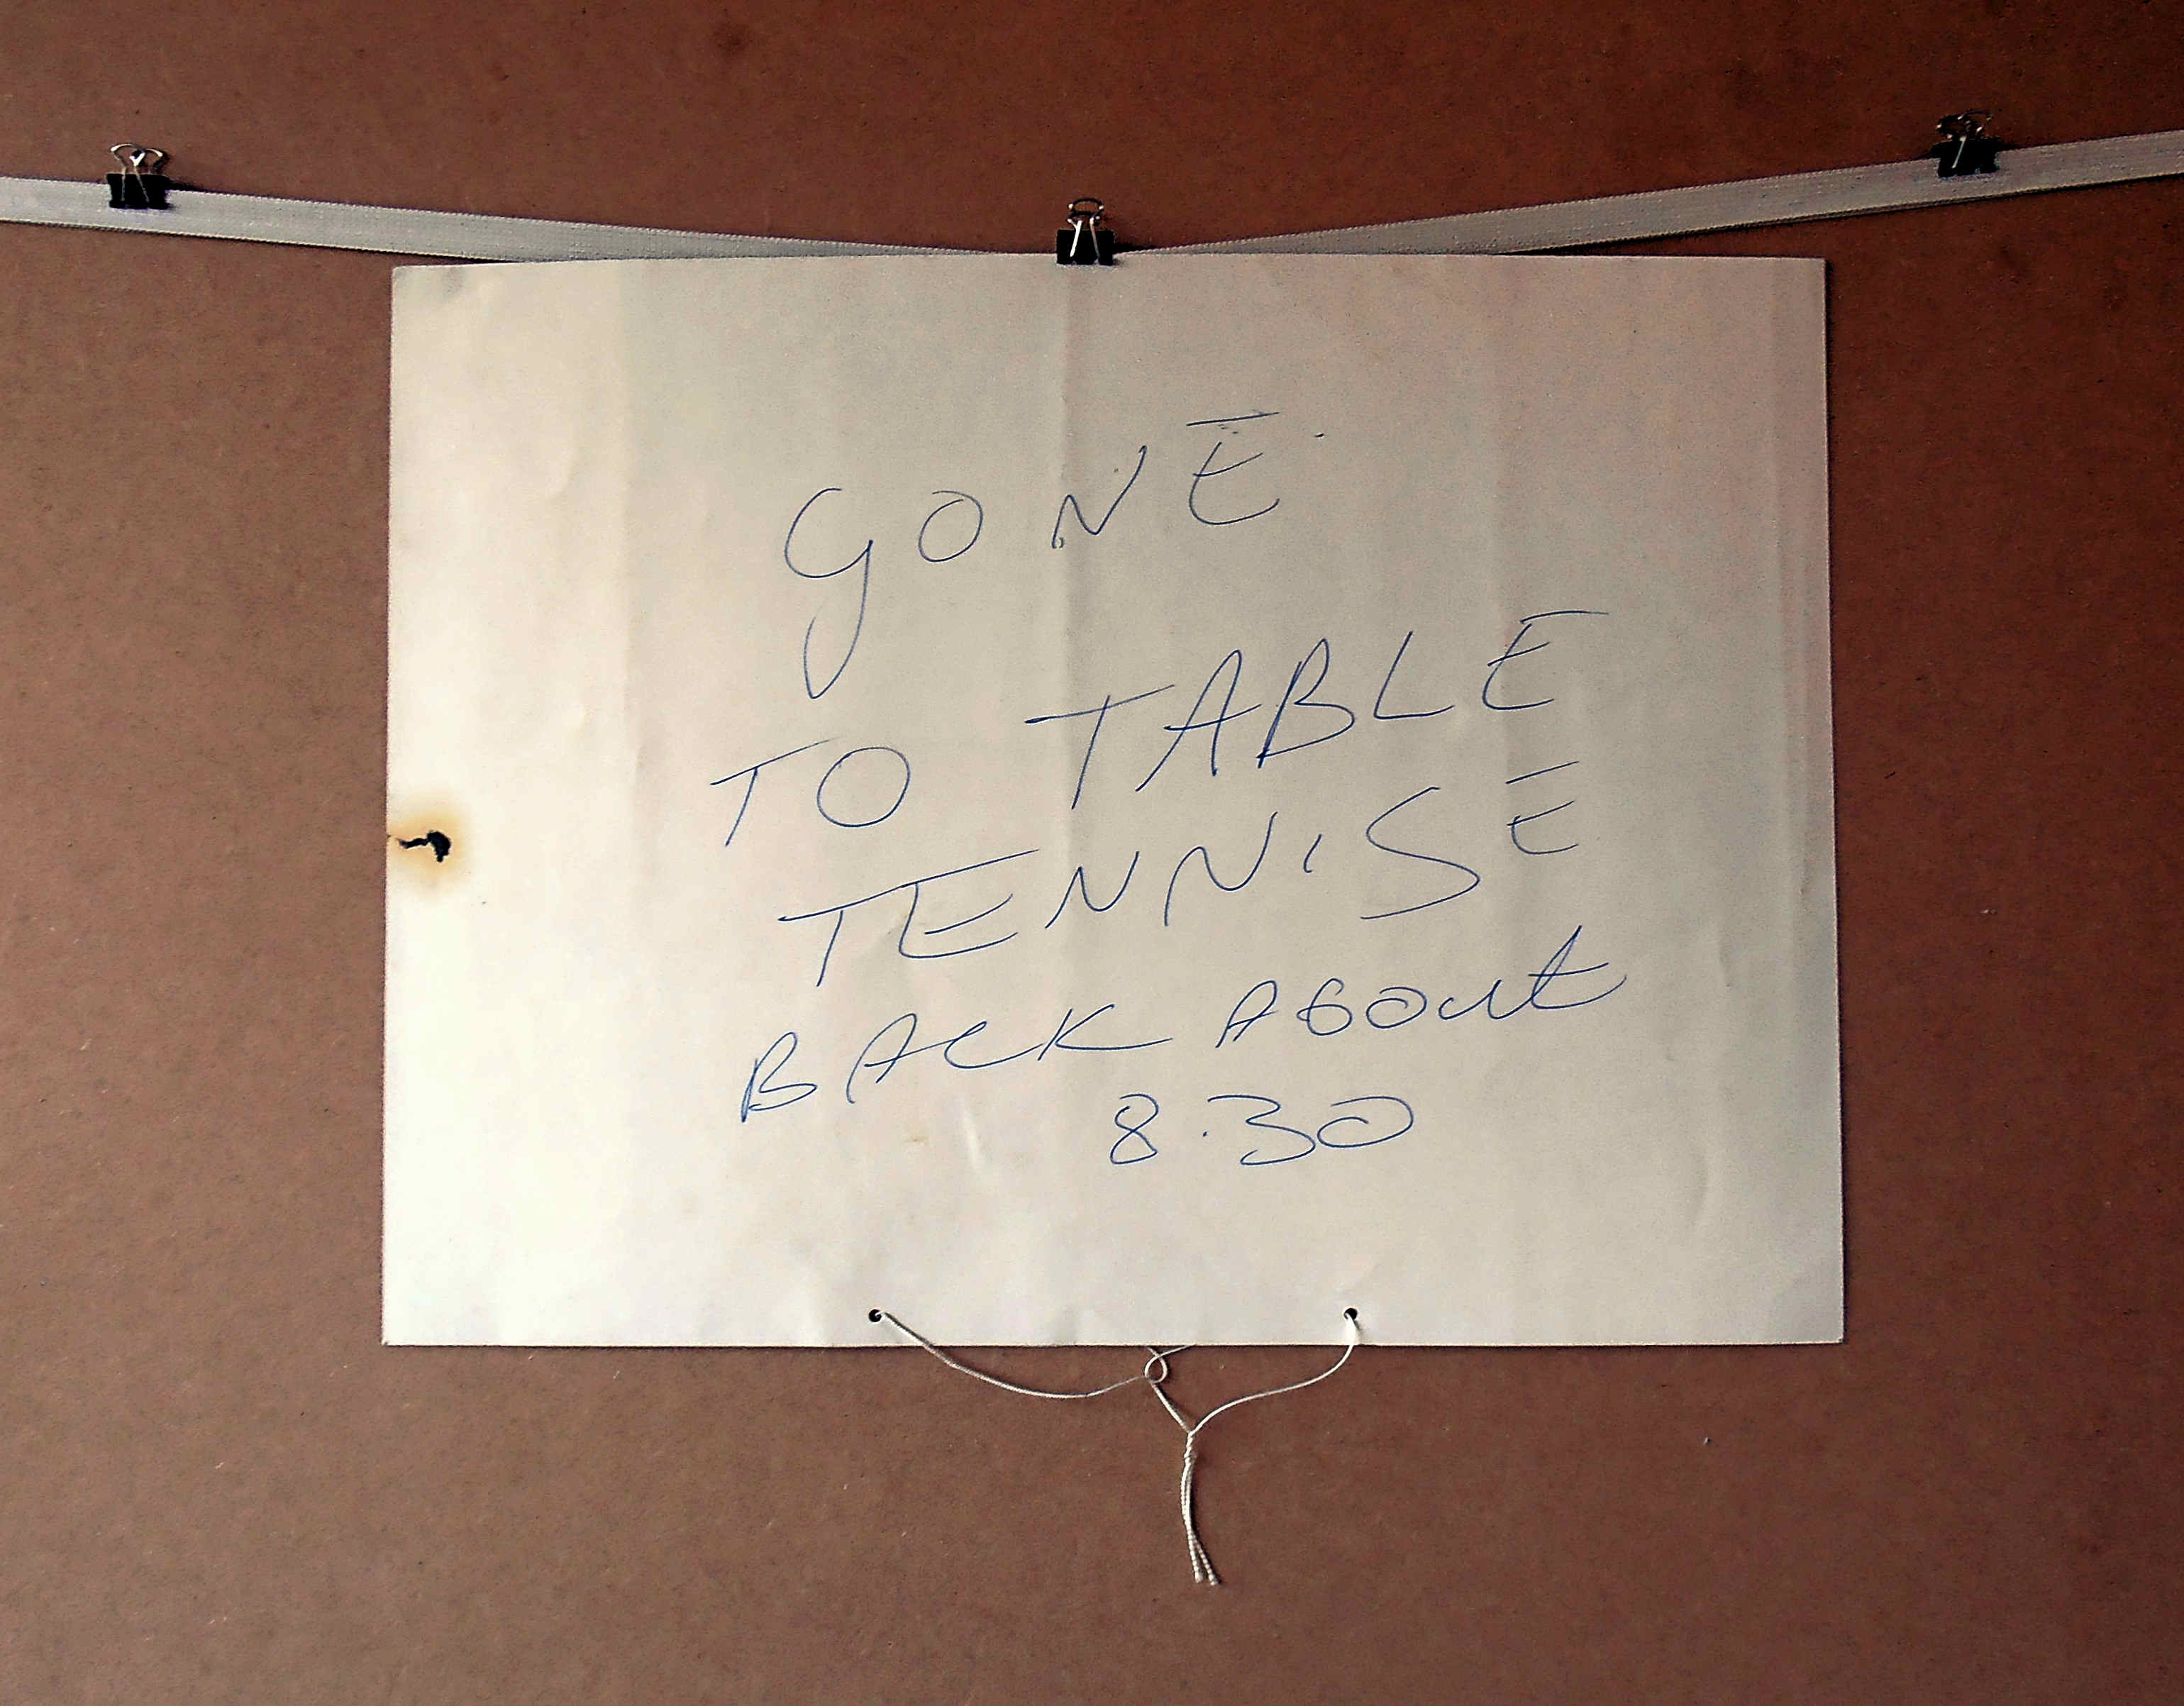 GONE
TO TABLE
TENNISE
BACK ABOUt
8.30